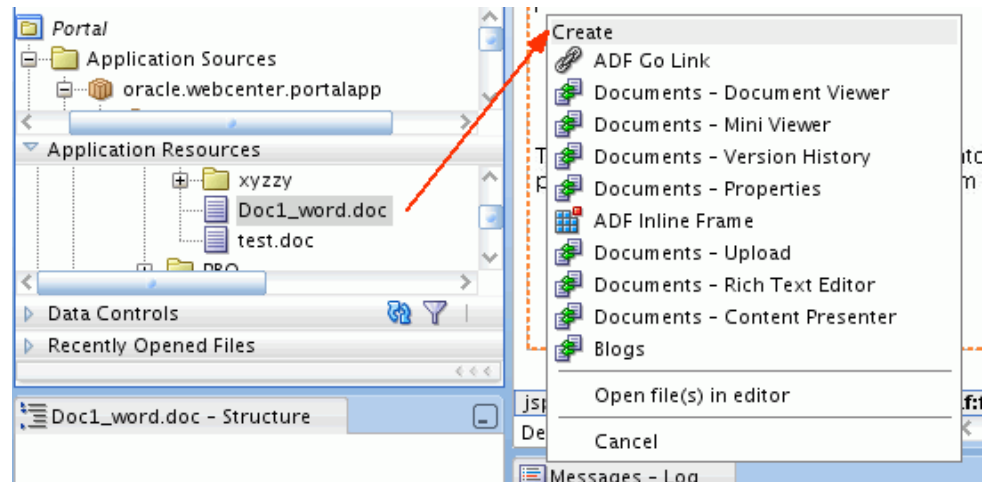 Portal
Application Sources
oracle.webcenter.portalapp
Application Resources
xyzzy
Doc1_word.doc
test.doc
Data Controls
Recently Opened Files
Doc1_word.doc - Structure
Create
ADF Go Link
Documents - Document Viewer
Documents - Mini Viewer
Documents - Version History
Documents - Properties
ADF Inline Frame
Documents - Upload
Documents - Rich Text Editor
Documents - Content Presenter
Blogs
Open file(s) in editor
Cancel
Messages - Log